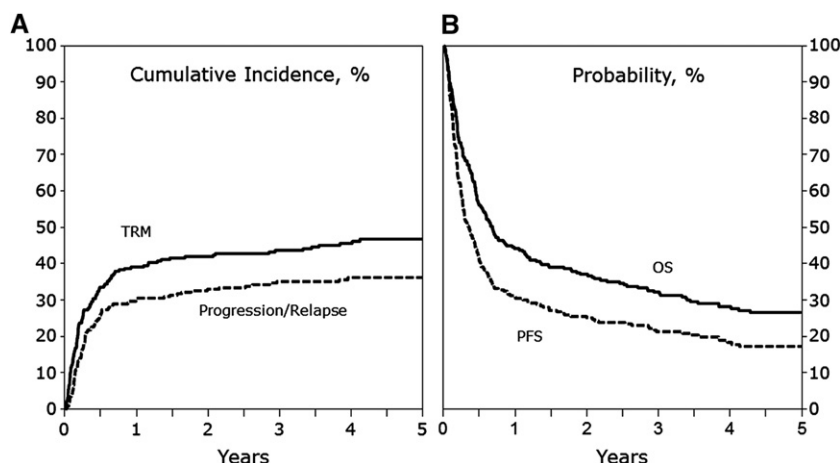 A
Cumulative Incidence, %
100
90
80
70
60
50
40
30
20
10
0
TRM
Progression/Relapse
0 1 2 3 4 5
Years
B
Probability, %
100
90
80
70
60
50
40
30
20
10
0
OS
PFS
0 1 2 3 4 5
Years